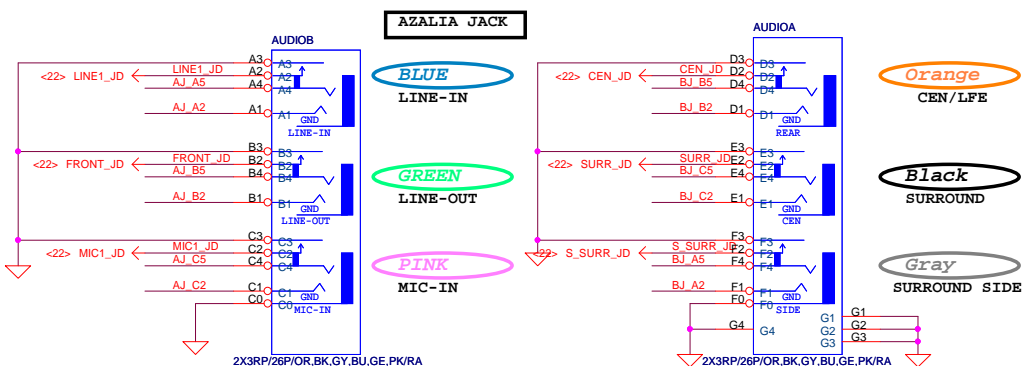 AZALIA JACK
AUDIOB
A3 A3
<22> LINE1_JD LINE1_JD A2 A2
AJ_A5 A4 A4
AJ_A2 A1 A1
GND
LINE-IN
BLUE
LINE-IN
B3 B3
<22> FRONT_JD FRONT_JD B2 B2
AJ_B5 B4 B4
AJ_B2 B1 B1
GND
LINE-OUT
GREEN
LINE-OUT
C3 C3
<22> MIC1_JD MIC1_JD C2 C2
AJ_C5 C4 C4
AJ_C2 C1 C1
GND
C0 C0
MIC-IN
PINK
MIC-IN
2X3RP/26P/OR,BK,GY,BU,GE,PK/RA
AUDIOA
D3 D3
<22> CEN_JD CEN_JD D2 D2
BJ_B5 D4 D4
BJ_B2 D1 D1
GND
REAR
Orange
CEN/LFE
E3 E3
<22> SURR_JD SURR_JD E2 E2
BJ_C5 E4 E4
BJ_C2 E1 E1
GND
CEN
Black
SURROUND
F3 F3
<22> S_SURR_JD S_SURR_JD F2 F2
BJ_A5 F4 F4
BJ_A2 F1 F1
GND
F0 F0
SIDE
Gray
SURROUND SIDE
G1 G1
G4 G4 G2 G2
G3 G3
2X3RP/26P/OR,BK,GY,BU,GE,PK/RA